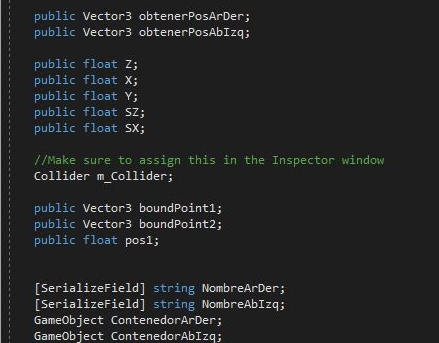 public Vector3 obtenerPosArDer;
public Vector3 obtenerPosAbIzq;
public float Z;
public float X;
public float Y;
public float SZ;
public float SX;
//Make sure to assign this in the Inspector window
Collider m_Collider;
public Vector3 boundPoint1;
public Vector3 boundPoint2;
public float pos1;
[SerializeField] string NombreArDer;
[SerializeField] string NombreAbIzq;
GameObject ContenedorArDer;
GameObject ContenedorAbIzq;